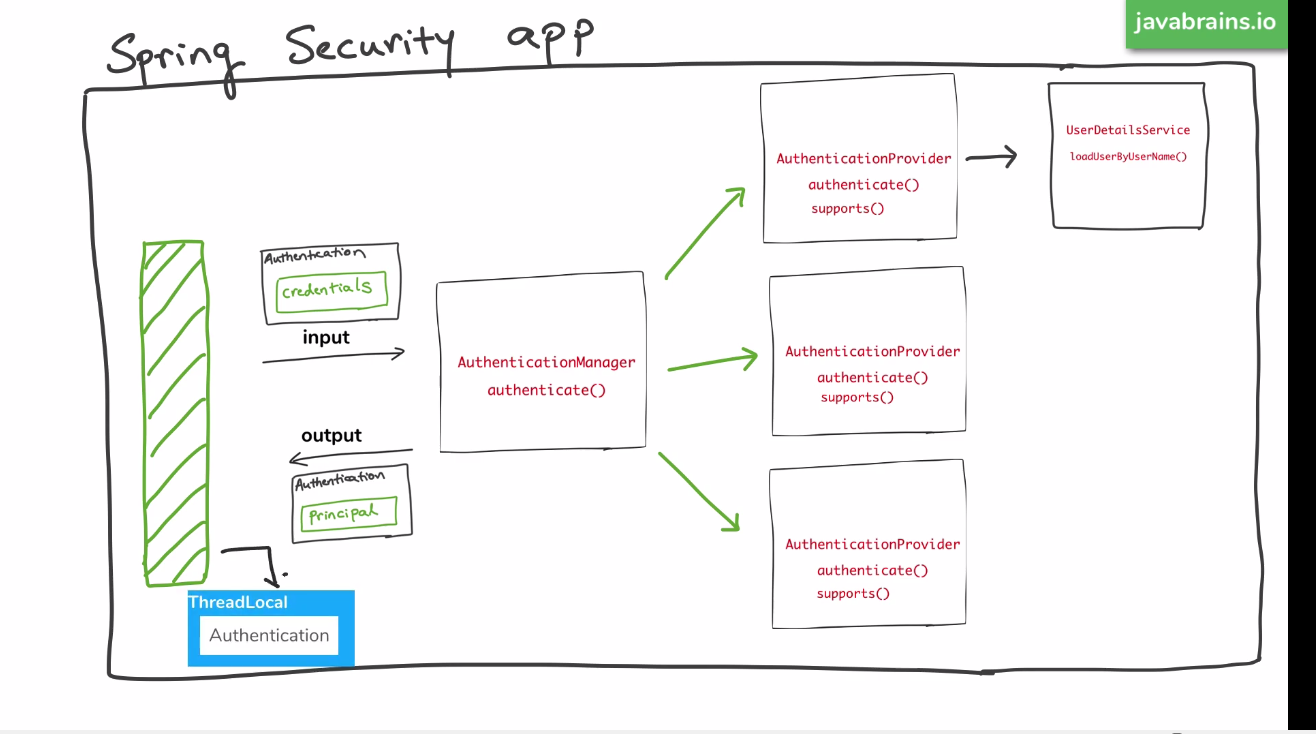 javabrains.io
Spring Security app
Authentication
credentials
input
output
Authentication
Principal
ThreadLocal
Authentication
AuthenticationManager
authenticate()
AuthenticationProvider
authenticate()
supports()
AuthenticationProvider
authenticate()
supports()
AuthenticationProvider
authenticate()
supports()
UserDetailsService
loadUserByUserName()